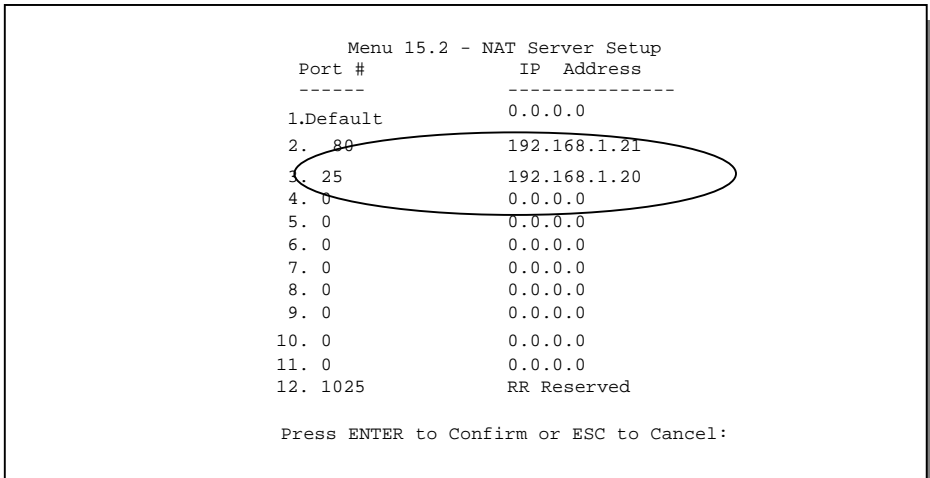 Menu 15.2 - NAT Server Setup
Port # IP Address
------ ---------------
1.Default 0.0.0.0
2. 80 192.168.1.21
3. 25 192.168.1.20
4. 0 0.0.0.0
5. 0 0.0.0.0
6. 0 0.0.0.0
7. 0 0.0.0.0
8. 0 0.0.0.0
9. 0 0.0.0.0
10. 0 0.0.0.0
11. 0 0.0.0.0
12. 1025 RR Reserved
Press ENTER to Confirm or ESC to Cancel: